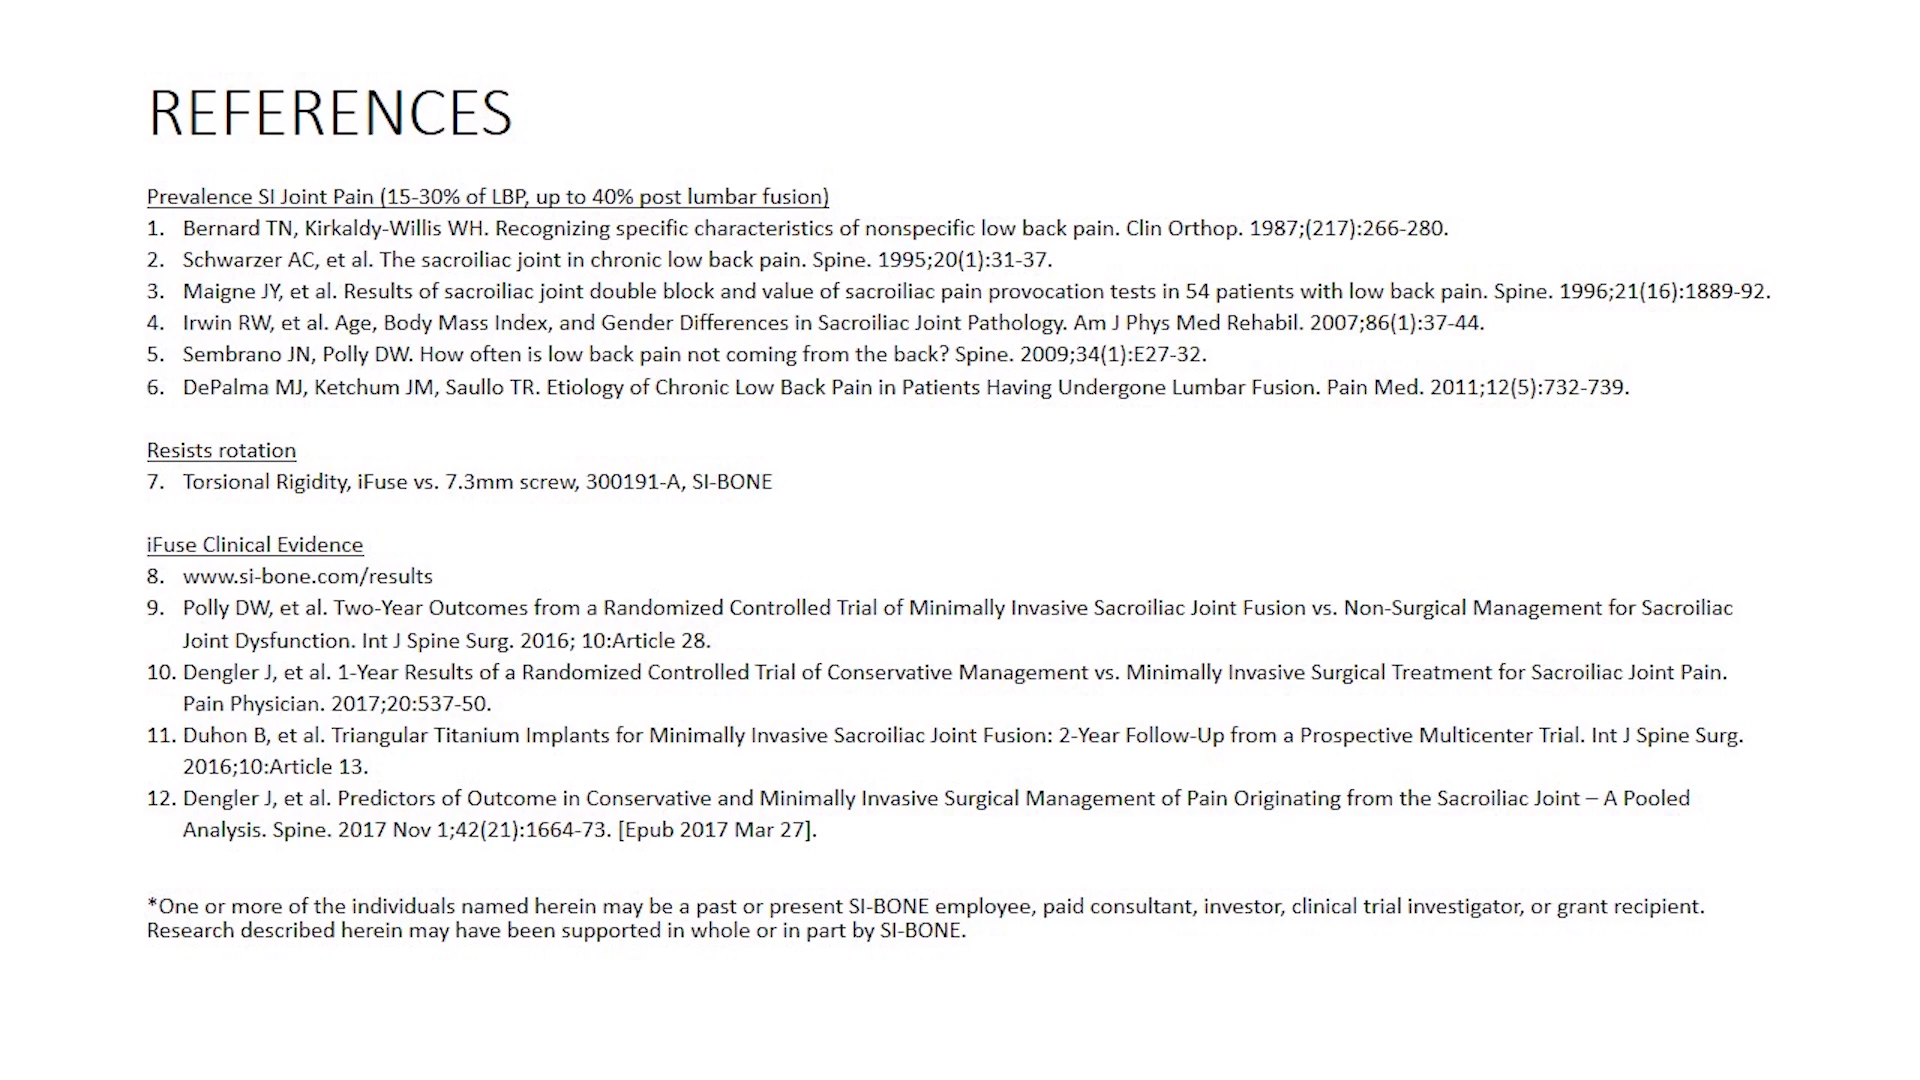 REFERENCES
Prevalence SI Joint Pain (15-30% of LBP, up to 40% post lumbar fusion)
1. Bernard TN, Kirkaldy-Willis WH. Recognizing specific characteristics of nonspecific low back pain. Clin Orthop. 1987;(217):266-280.
2. Schwarzer AC, et al. The sacroiliac joint in chronic low back pain. Spine. 1995;20(1):31-37.
3. Maigne JY, et al. Results of sacroiliac joint double block and value of sacroiliac pain provocation tests in 54 patients with low back pain. Spine. 1996;21(16):1889-92.
4. Irwin RW, et al. Age, Body Mass Index, and Gender Differences in Sacroiliac Joint Pathology. Am J Phys Med Rehabil. 2007;86(1):37-44.
5. Sembrano JN, Polly DW. How often is low back pain not coming from the back? Spine. 2009;34(1):E27-32.
6. DePalma MJ, Ketchum JM, Saullo TR. Etiology of Chronic Low Back Pain in Patients Having Undergone Lumbar Fusion. Pain Med. 2011;12(5):732-739.
Resists rotation
7. Torsional Rigidity, iFuse vs. 7.3mm screw, 300191-A, SI-BONE
iFuse Clinical Evidence
8. www.si-bone.com/results
9. Polly DW, et al. Two-Year Outcomes from a Randomized Controlled Trial of Minimally Invasive Sacroiliac Joint Fusion vs. Non-Surgical Management for Sacroiliac
Joint Dysfunction. Int J Spine Surg. 2016; 10:Article 28.
10. Dengler J, et al. 1-Year Results of a Randomized Controlled Trial of Conservative Management vs. Minimally Invasive Surgical Treatment for Sacroiliac Joint Pain.
Pain Physician. 2017;20:537-50.
11. Duhon B, et al. Triangular Titanium Implants for Minimally Invasive Sacroiliac Joint Fusion: 2-Year Follow-Up from a Prospective Multicenter Trial. Int J Spine Surg.
2016;10:Article 13.
12. Dengler J, et al. Predictors of Outcome in Conservative and Minimally Invasive Surgical Management of Pain Originating from the Sacroiliac Joint – A Pooled
Analysis. Spine. 2017 Nov 1;42(21):1664-73. [Epub 2017 Mar 27].
*One or more of the individuals named herein may be a past or present SI-BONE employee, paid consultant, investor, clinical trial investigator, or grant recipient.
Research described herein may have been supported in whole or in part by SI-BONE.